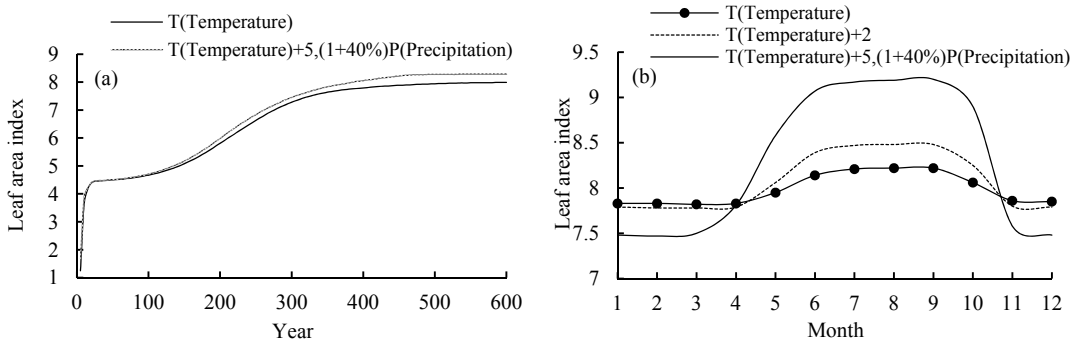 T(Temperature)
T(Temperature)+5,(1+40%)P(Precipitation)
(a)
Leaf area index
9
8
7
6
5
4
3
2
1
0 100 200 300 400 500 600
Year
T(Temperature)
T(Temperature)+2
T(Temperature)+5,(1+40%)P(Precipitation)
(b)
Leaf area index
9.5
9
8.5
8
7.5
7
1 2 3 4 5 6 7 8 9 10 11 12
Month